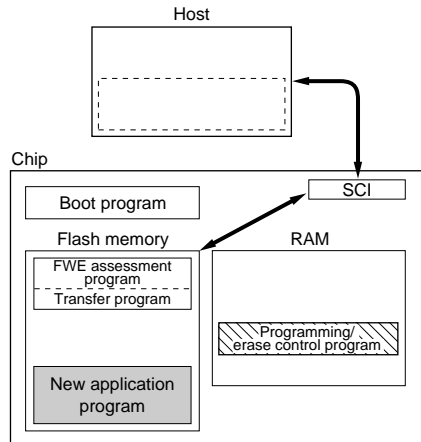 Host
Chip
SCI
Boot program
Flash memory
RAM
FWE assessment
program
Transfer program
Programming/
erase control program
New application
program